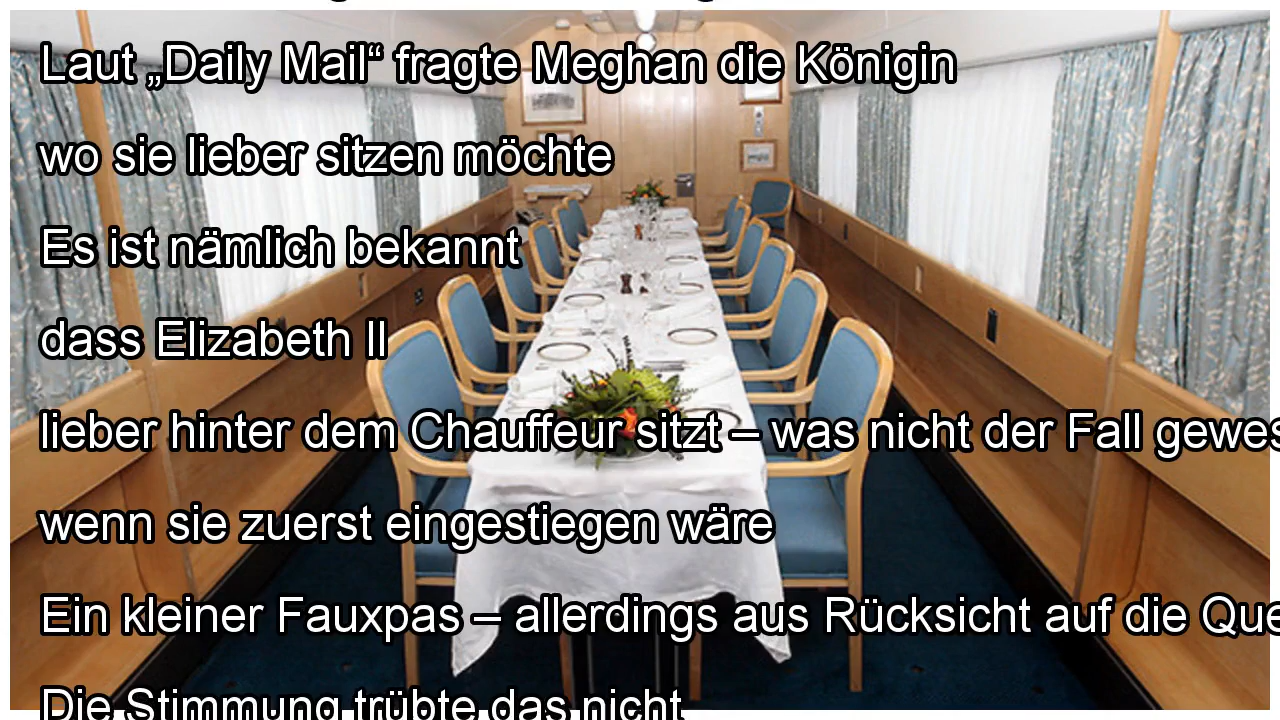 Laut „Daily Mail“ fragte Meghan die Königin
wo sie lieber sitzen möchte
Es ist nämlich bekannt
dass Elizabeth II
lieber hinter dem Chauffeur sitzt – was nicht der Fall
wenn sie zuerst eingestiegen wäre
Ein kleiner Fauxpas – allerdings aus Rücksicht auf die
Die Stimmung trübte das nicht